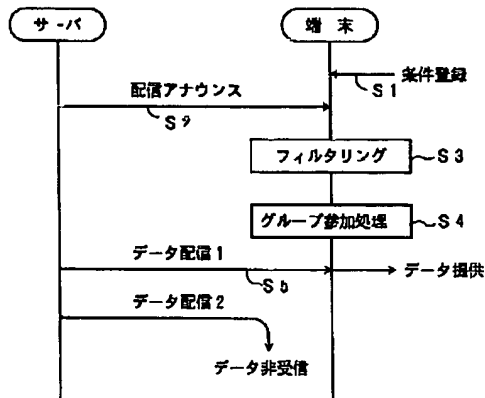 サーバ
端 末
条件登録
S1
配信アナウンス
S2
フィルタリング
S3
グループ参加処理
S4
データ配信1
S5
データ提供
データ配信2
データ非受信